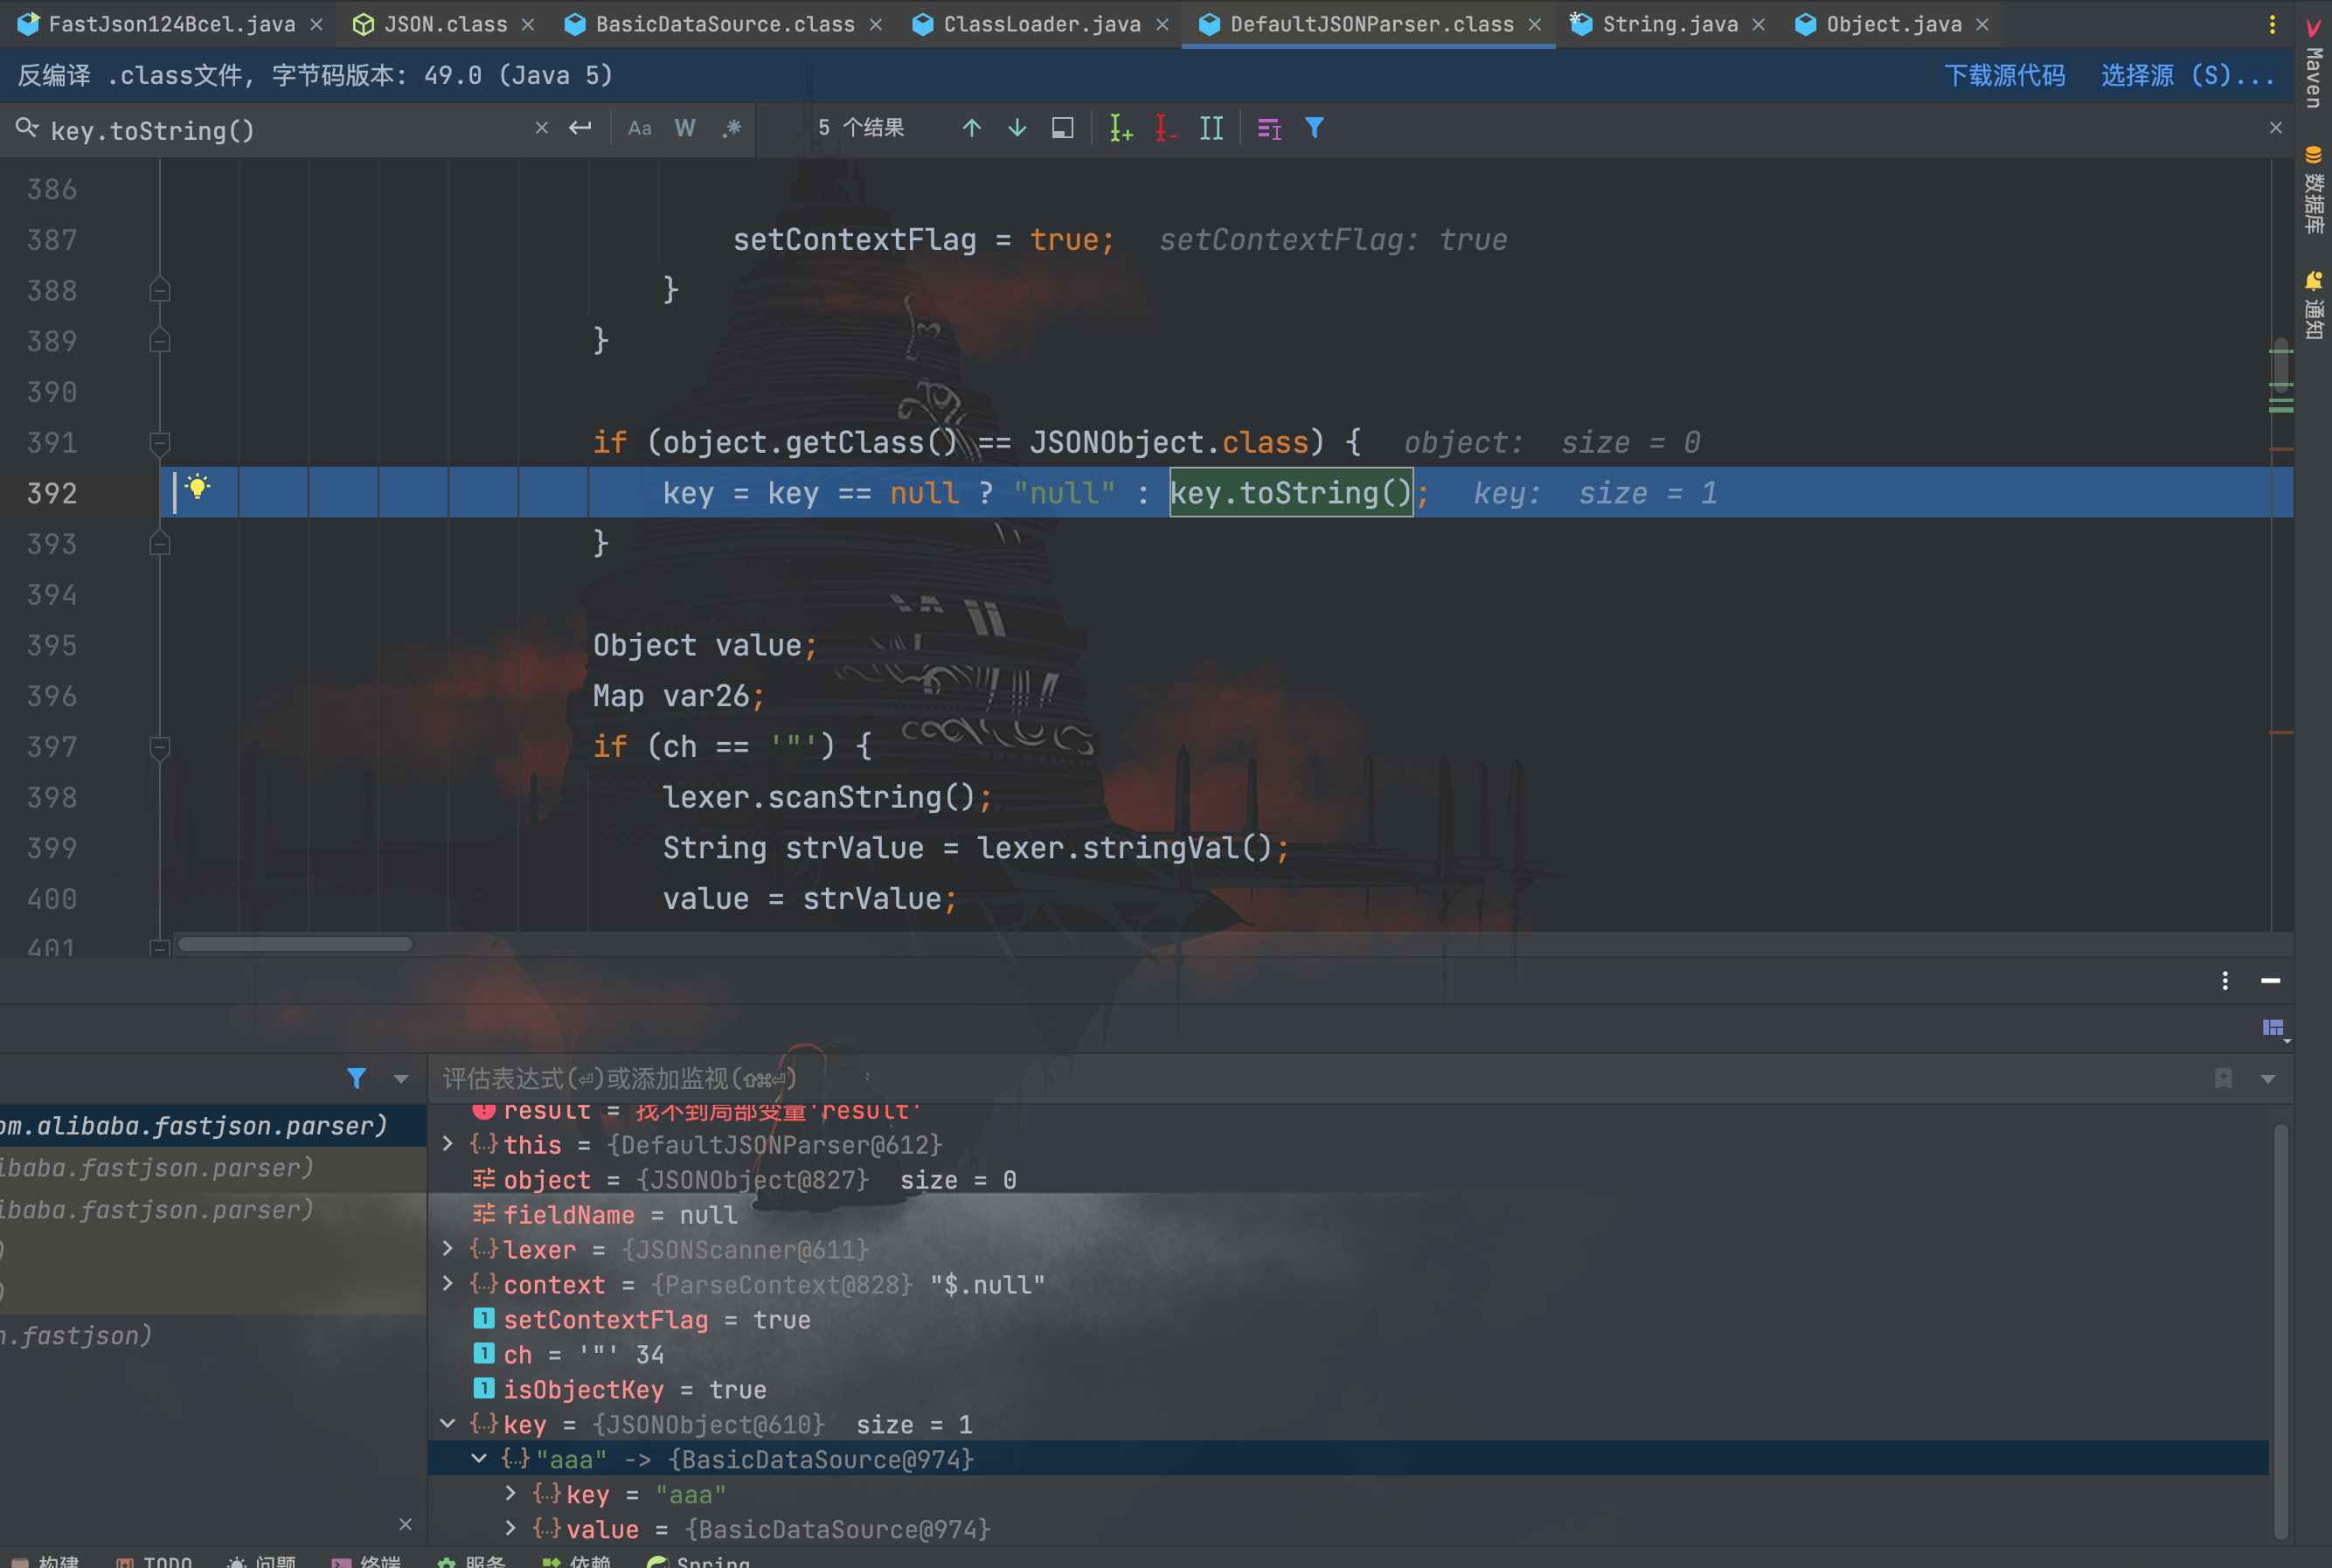 FastJson124Bcel.java JSON.class BasicDataSource.class ClassLoader.java DefaultJSONParser.class String.java Object.java
反编译 .class文件, 字节码版本: 49.0 (Java 5) 下载源代码 选择源 (S)...
key.toString() Aa W .* 5 个结果
386
387 setContextFlag = true; setContextFlag: true
388 }
389 }
390
391 if (object.getClass() == JSONObject.class) { object: size = 0
392 key = key == null ? "null" : key.toString(); key: size = 1
393 }
394
395 Object value;
396 Map var26;
397 if (ch == '"') {
398 lexer.scanString();
399 String strValue = lexer.stringVal();
400 value = strValue;
401
Maven
数据库
通知
评估表达式(⏎)或添加监视(⇧⌘⏎)
om.alibaba.fastjson.parser)
ibaba.fastjson.parser)
ibaba.fastjson.parser)
)
)
n.fastjson)
result = 找不到局部变量'result'
this = {DefaultJSONParser@612}
object = {JSONObject@827} size = 0
fieldName = null
lexer = {JSONScanner@611}
context = {ParseContext@828} "$.null"
setContextFlag = true
ch = '"' 34
isObjectKey = true
key = {JSONObject@610} size = 1
"aaa" -> {BasicDataSource@974}
key = "aaa"
value = {BasicDataSource@974}
构建 TODO 问题 终端 服务 依赖 Spring